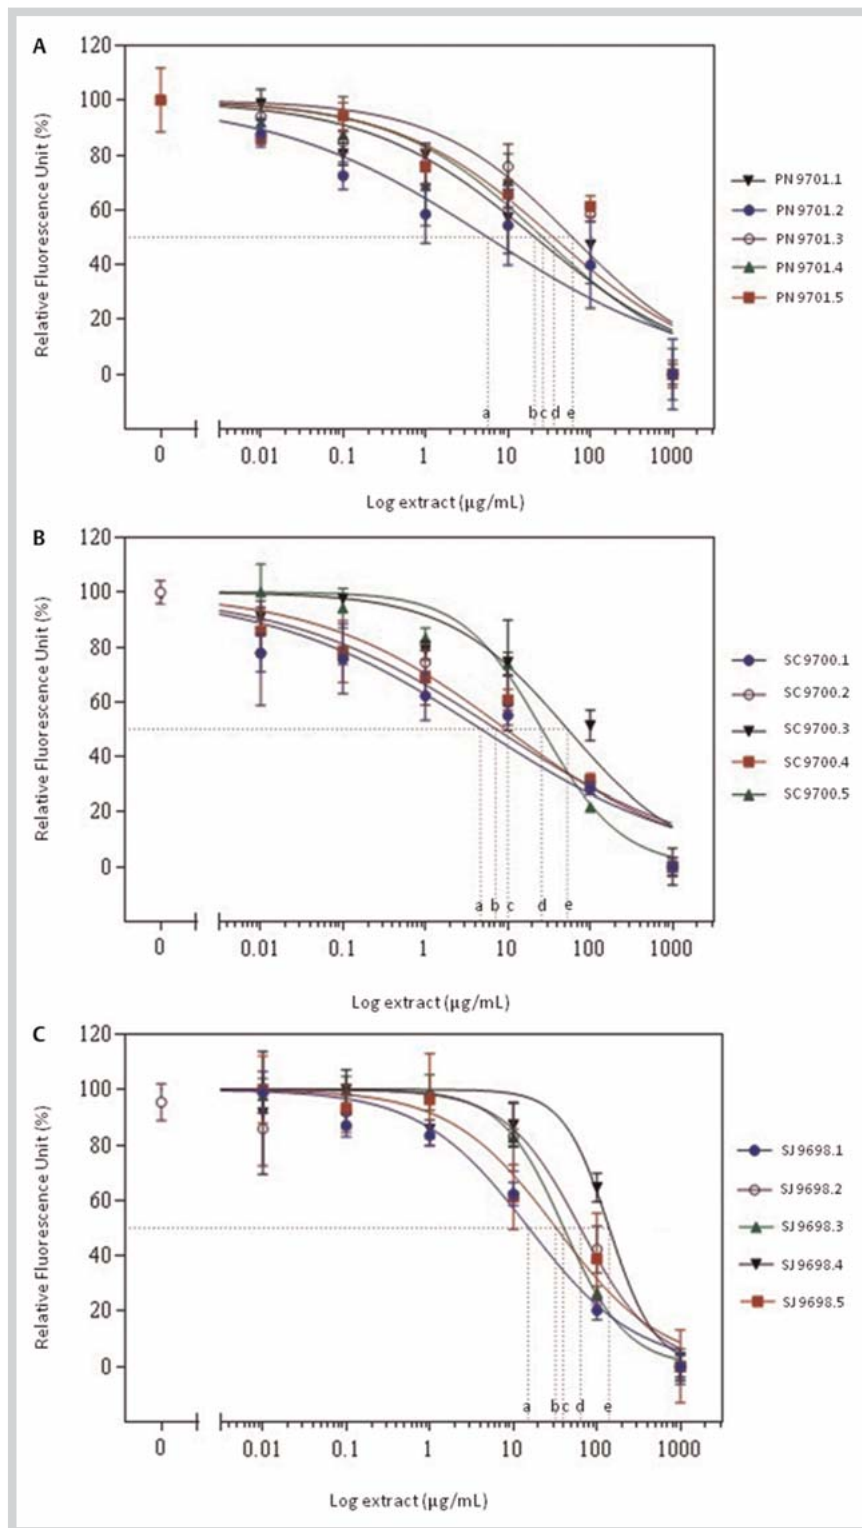 A
120
100
80
60
40
20
0
Relative Fluorescence Unit (%)
a b c d e
0 0.01 0.1 1 10 100 1000
Log extract (µg/mL)
PN 9701.1
PN 9701.2
PN 9701.3
PN 9701.4
PN 9701.5
B
120
100
80
60
40
20
0
Relative Fluorescence Unit (%)
a b c d e
0 0.01 0.1 1 10 100 1000
Log extract (µg/mL)
SC 9700.1
SC 9700.2
SC 9700.3
SC 9700.4
SC 9700.5
C
120
100
80
60
40
20
0
Relative Fluorescence Unit (%)
a b c d e
0 0.01 0.1 1 10 100 1000
Log extract (µg/mL)
SJ 9698.1
SJ 9698.2
SJ 9698.3
SJ 9698.4
SJ 9698.5